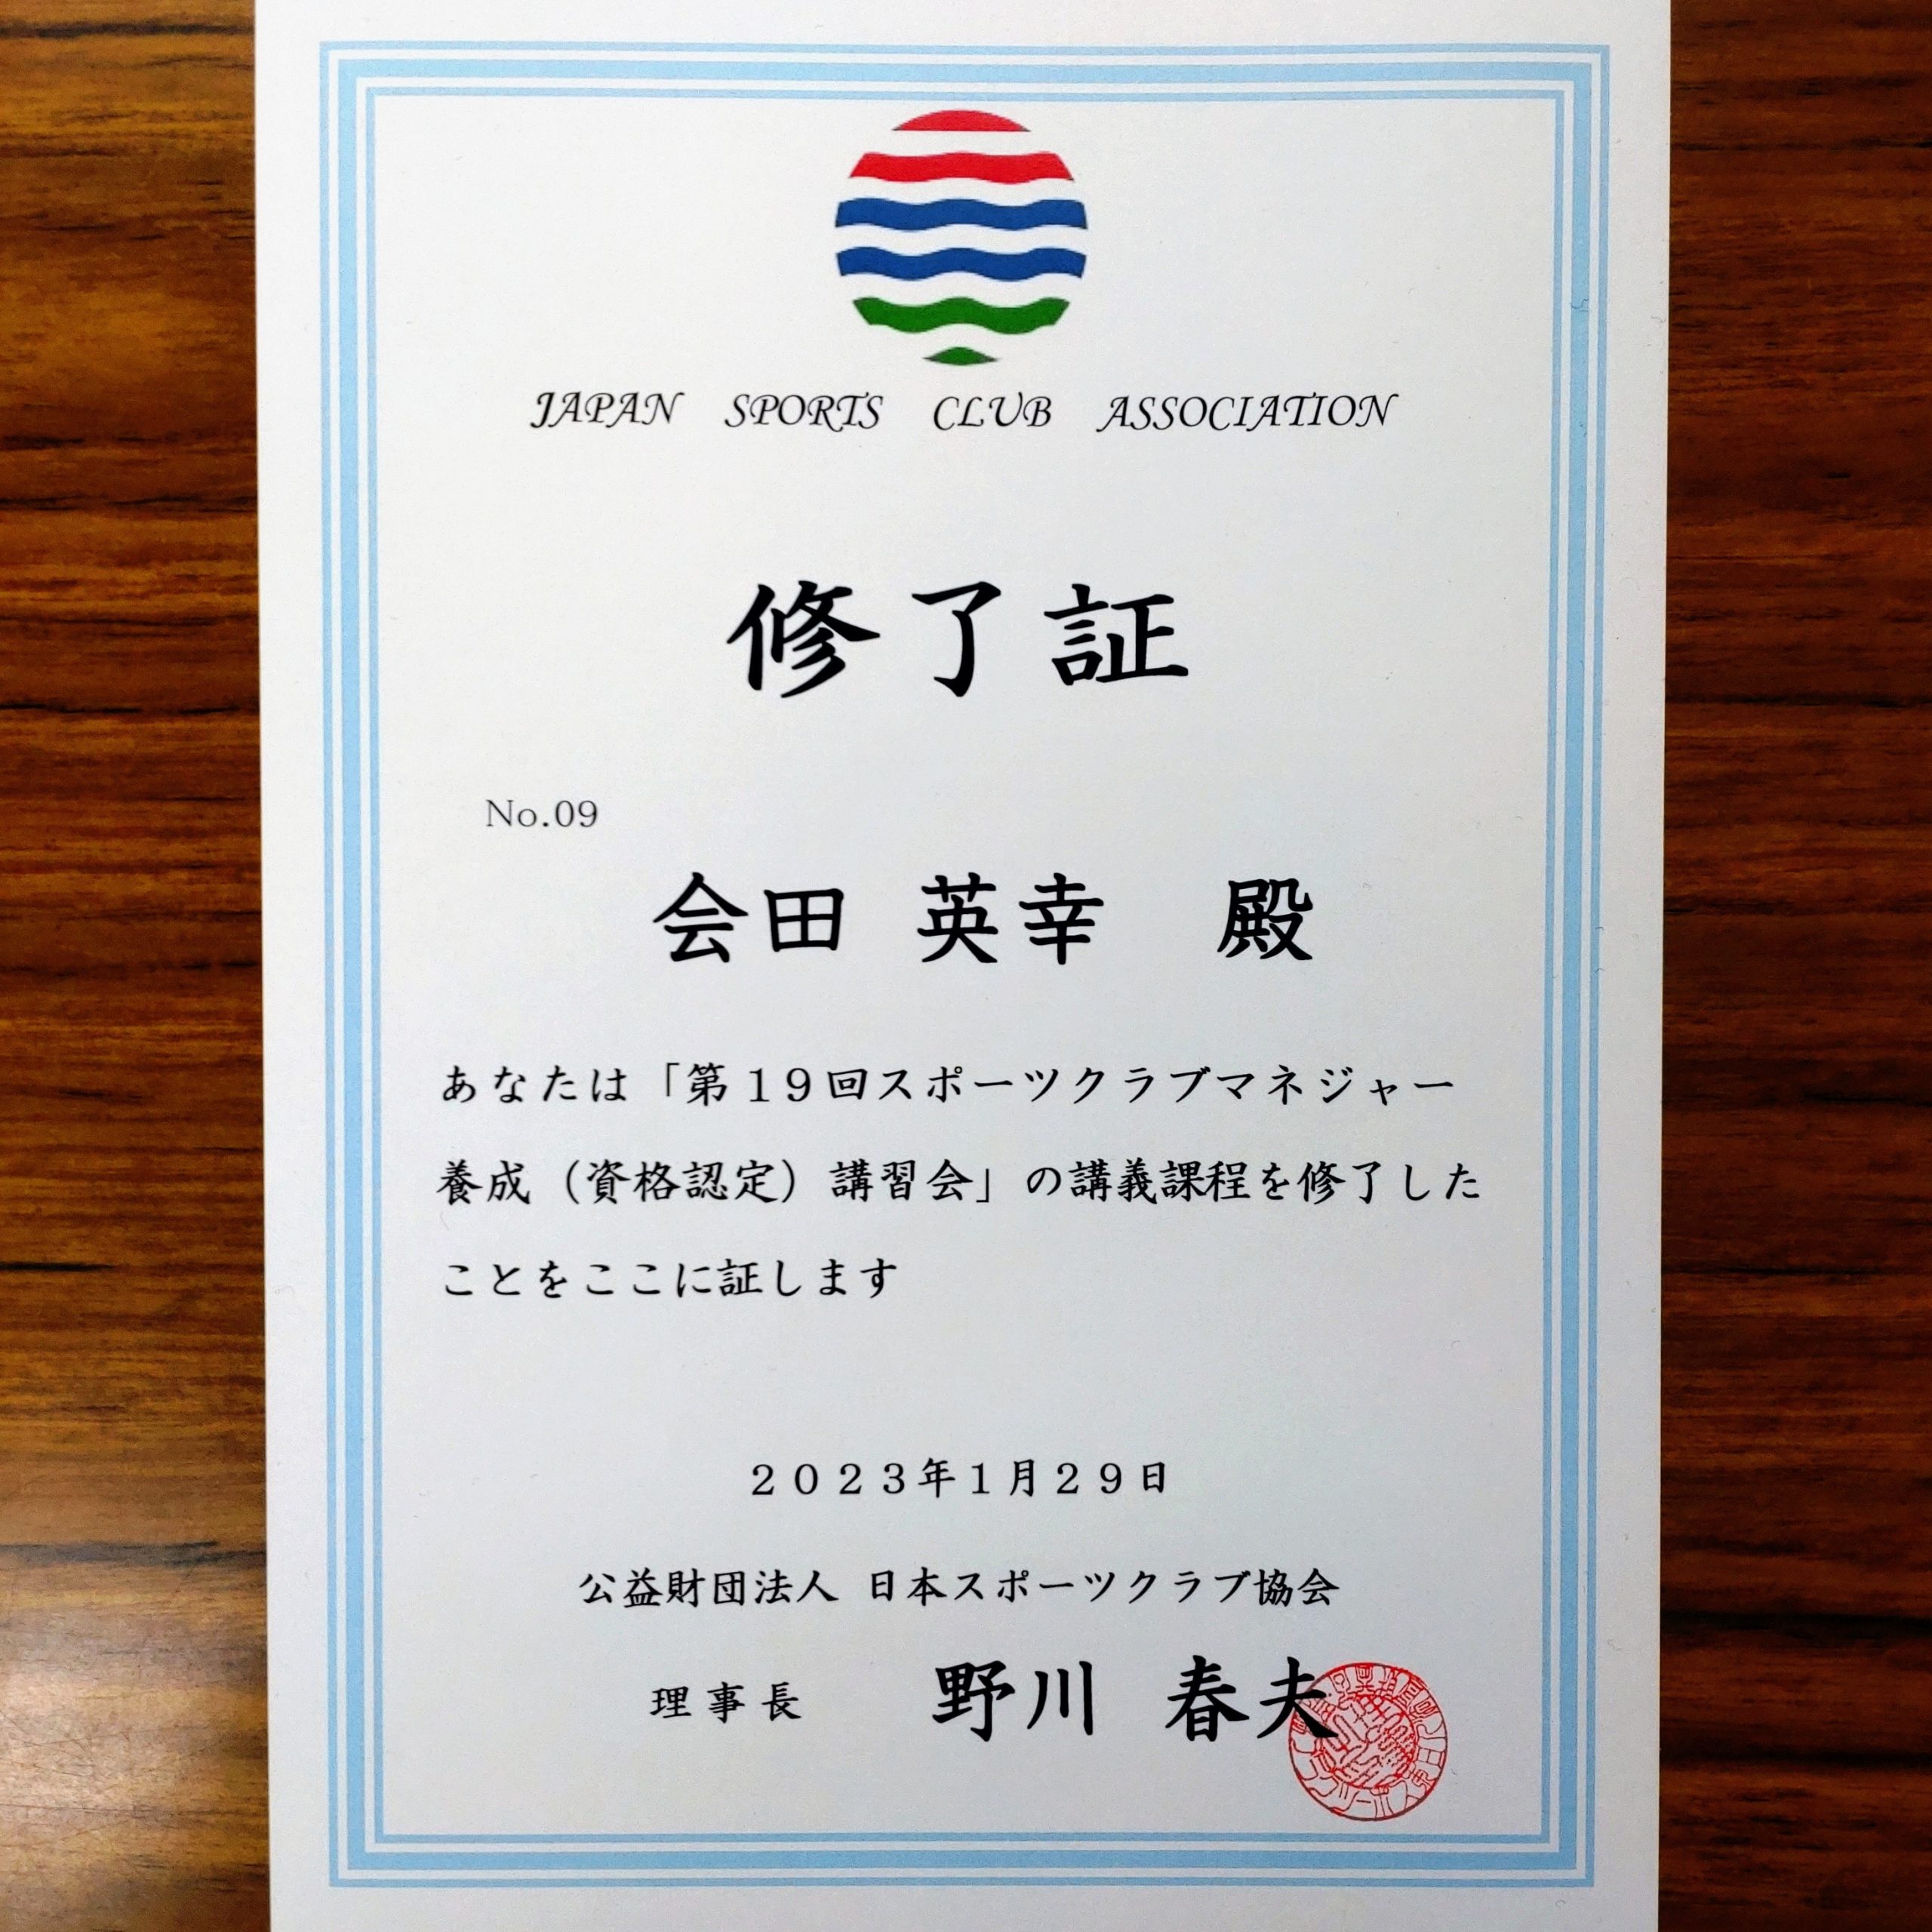 JAPAN SPORTS CLUB ASSOCIATION
修了証
No.09
会田 英幸 殿
あなたは「第19回スポーツクラブマネジャー
養成（資格認定）講習会」の講義課程を修了した
ことをここに証します
2023年1月29日
公益財団法人 日本スポーツクラブ協会
理事長 野川 春夫